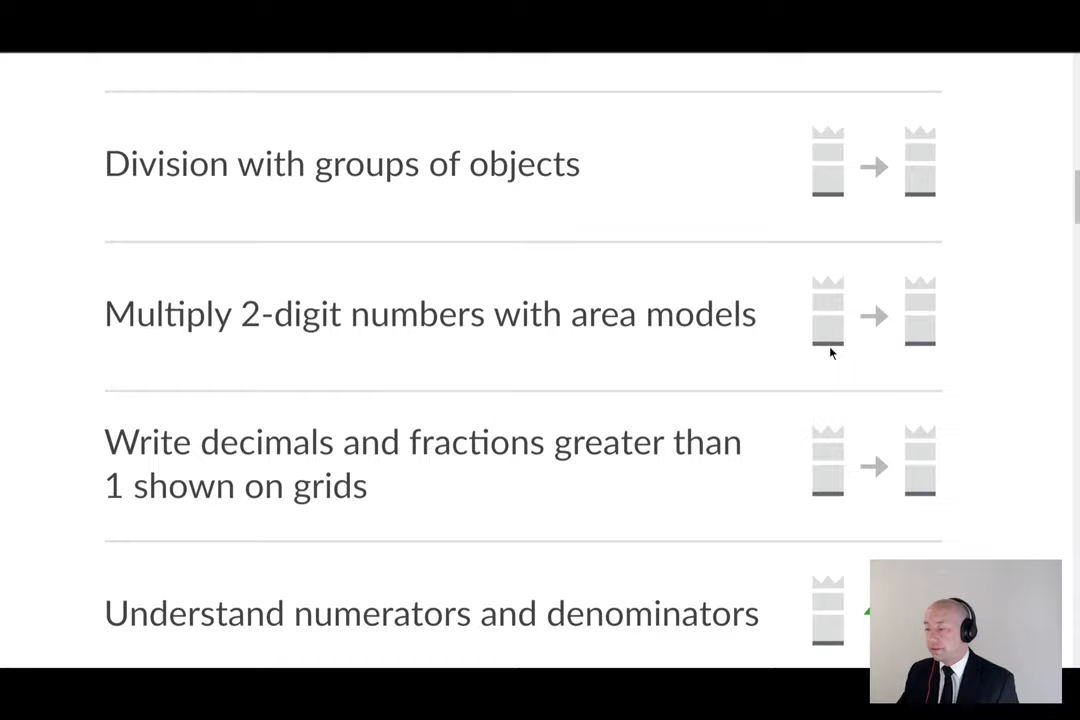 Division with groups of objects
Multiply 2-digit numbers with area models
Write decimals and fractions greater than
1 shown on grids
Understand numerators and denominators